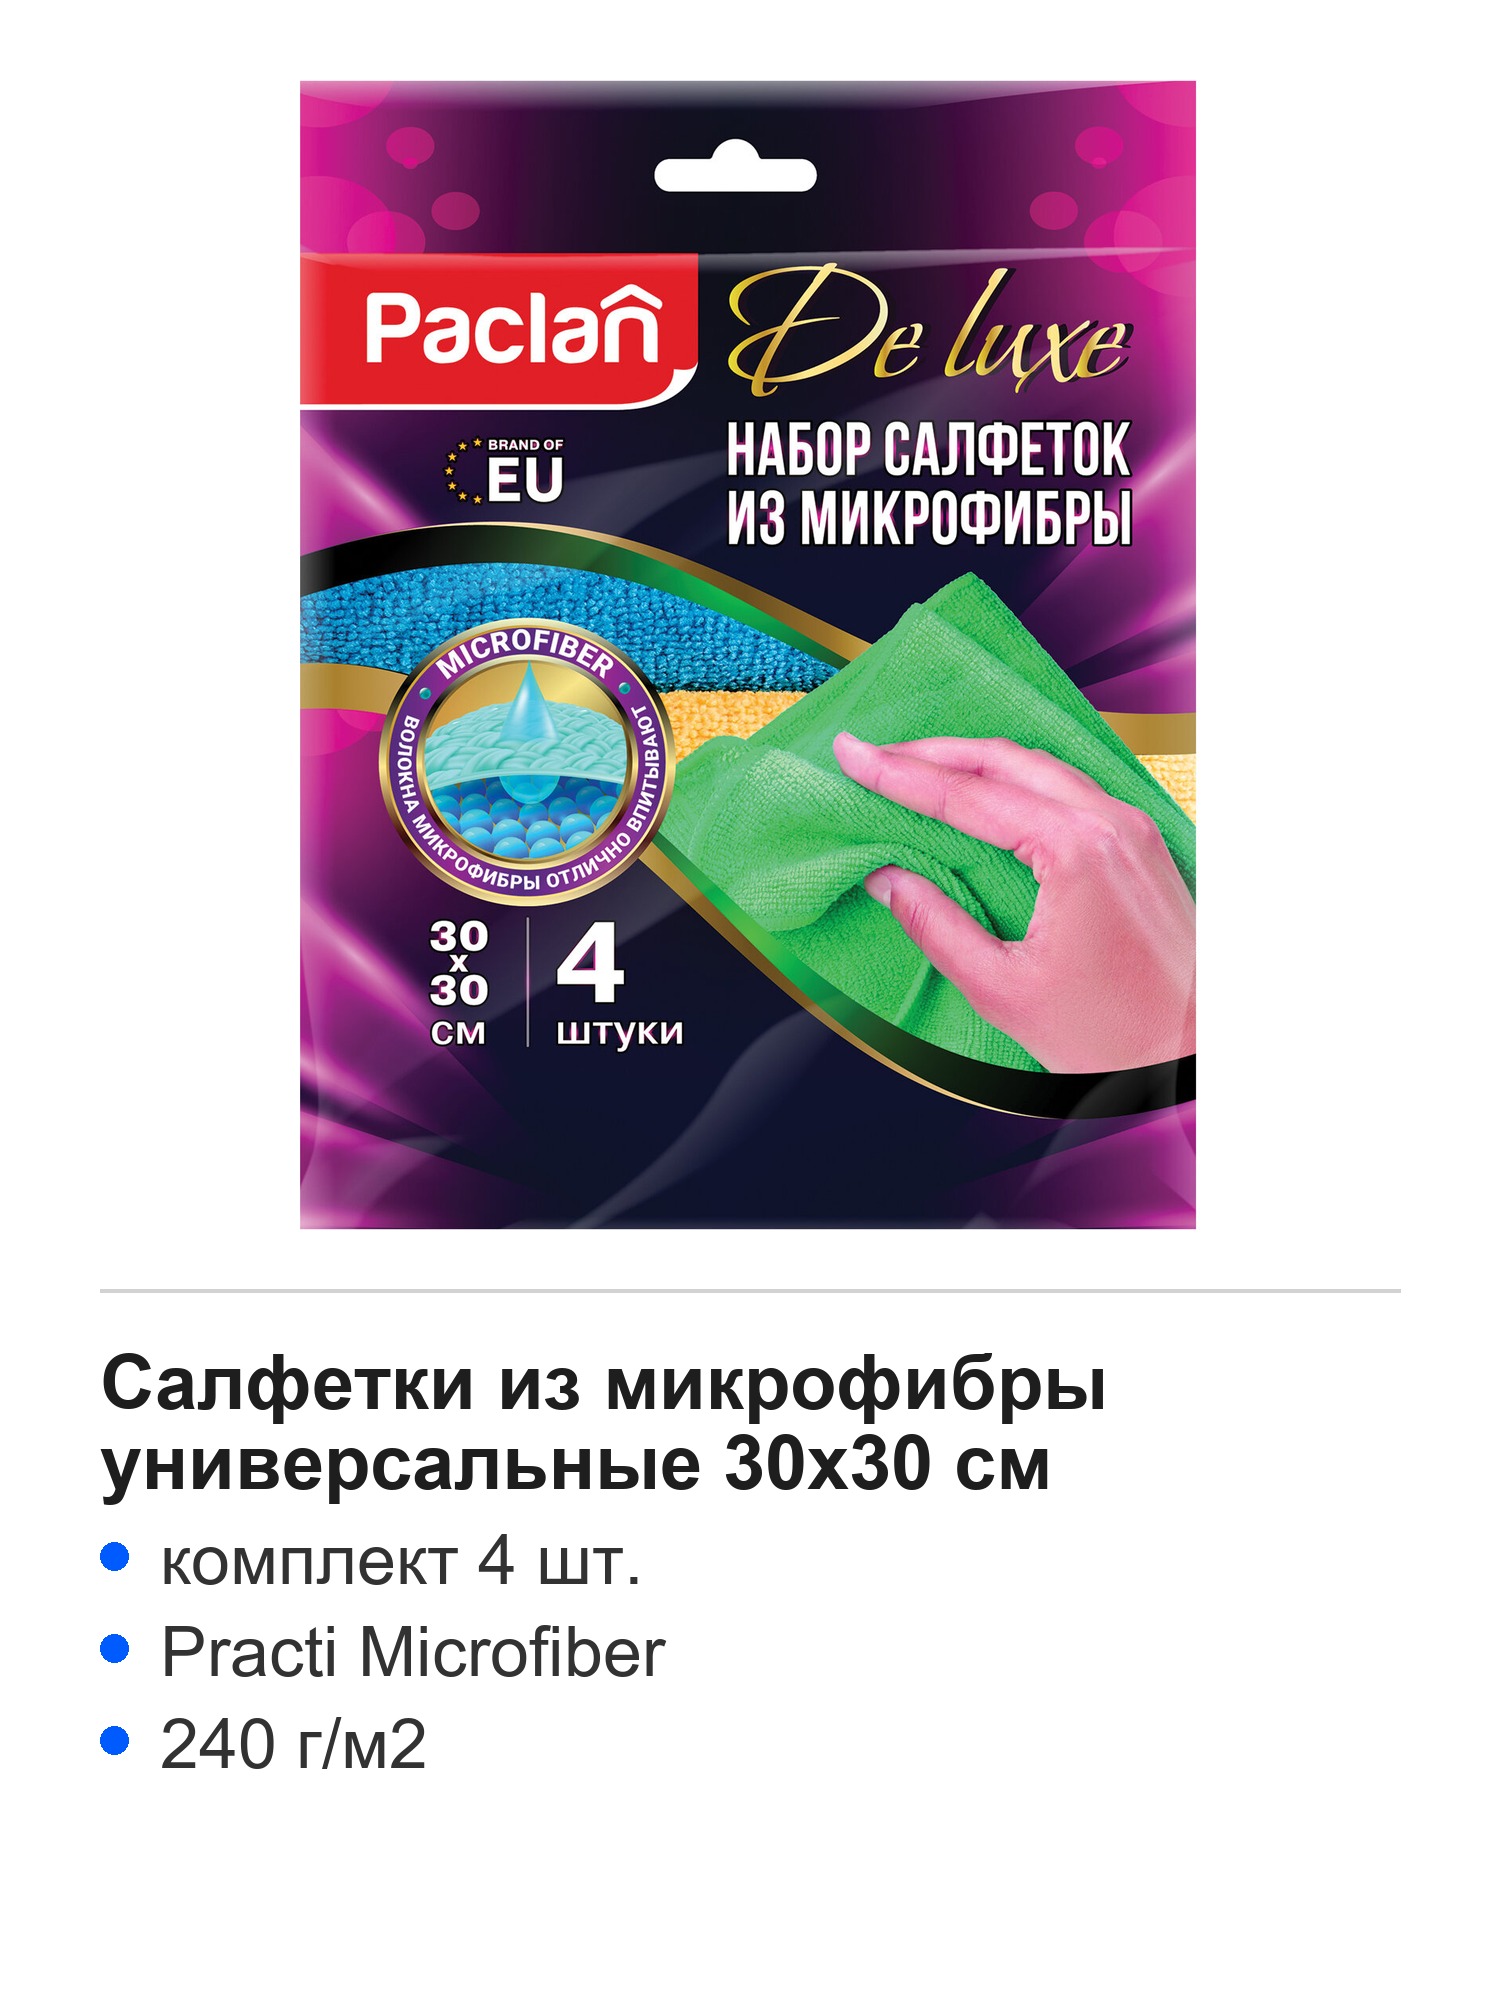 Paclan
De luxe
BRAND OF
EU
НАБОР САЛФЕТОК
ИЗ МИКРОФИБРЫ
MICROFIBER
ВОЛОКНА МИКРОФИБРЫ ОТЛИЧНО ВПИТЫВАЮТ
30
x
30
СМ
4
ШТУКИ
Салфетки из микрофибры
универсальные 30х30 см
комплект 4 шт.
Practi Microfiber
240 г/м2